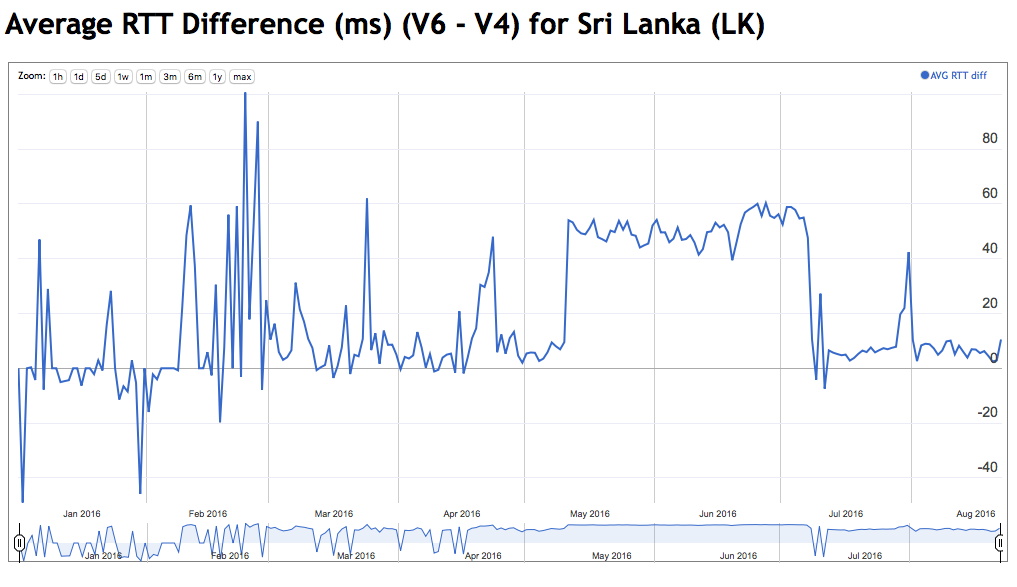 Average RTT Difference (ms) (V6 - V4) for Sri Lanka (LK)
Zoom: 1h 1d 5d 1w 1m 3m 6m 1y max AVG RTT diff
80
60
40
20
0
-20
-40
Jan 2016 Feb 2016 Mar 2016 Apr 2016 May 2016 Jun 2016 Jul 2016 Aug 2016
Jan 2016 Feb 2016 Mar 2016 Apr 2016 May 2016 Jun 2016 Jul 2016